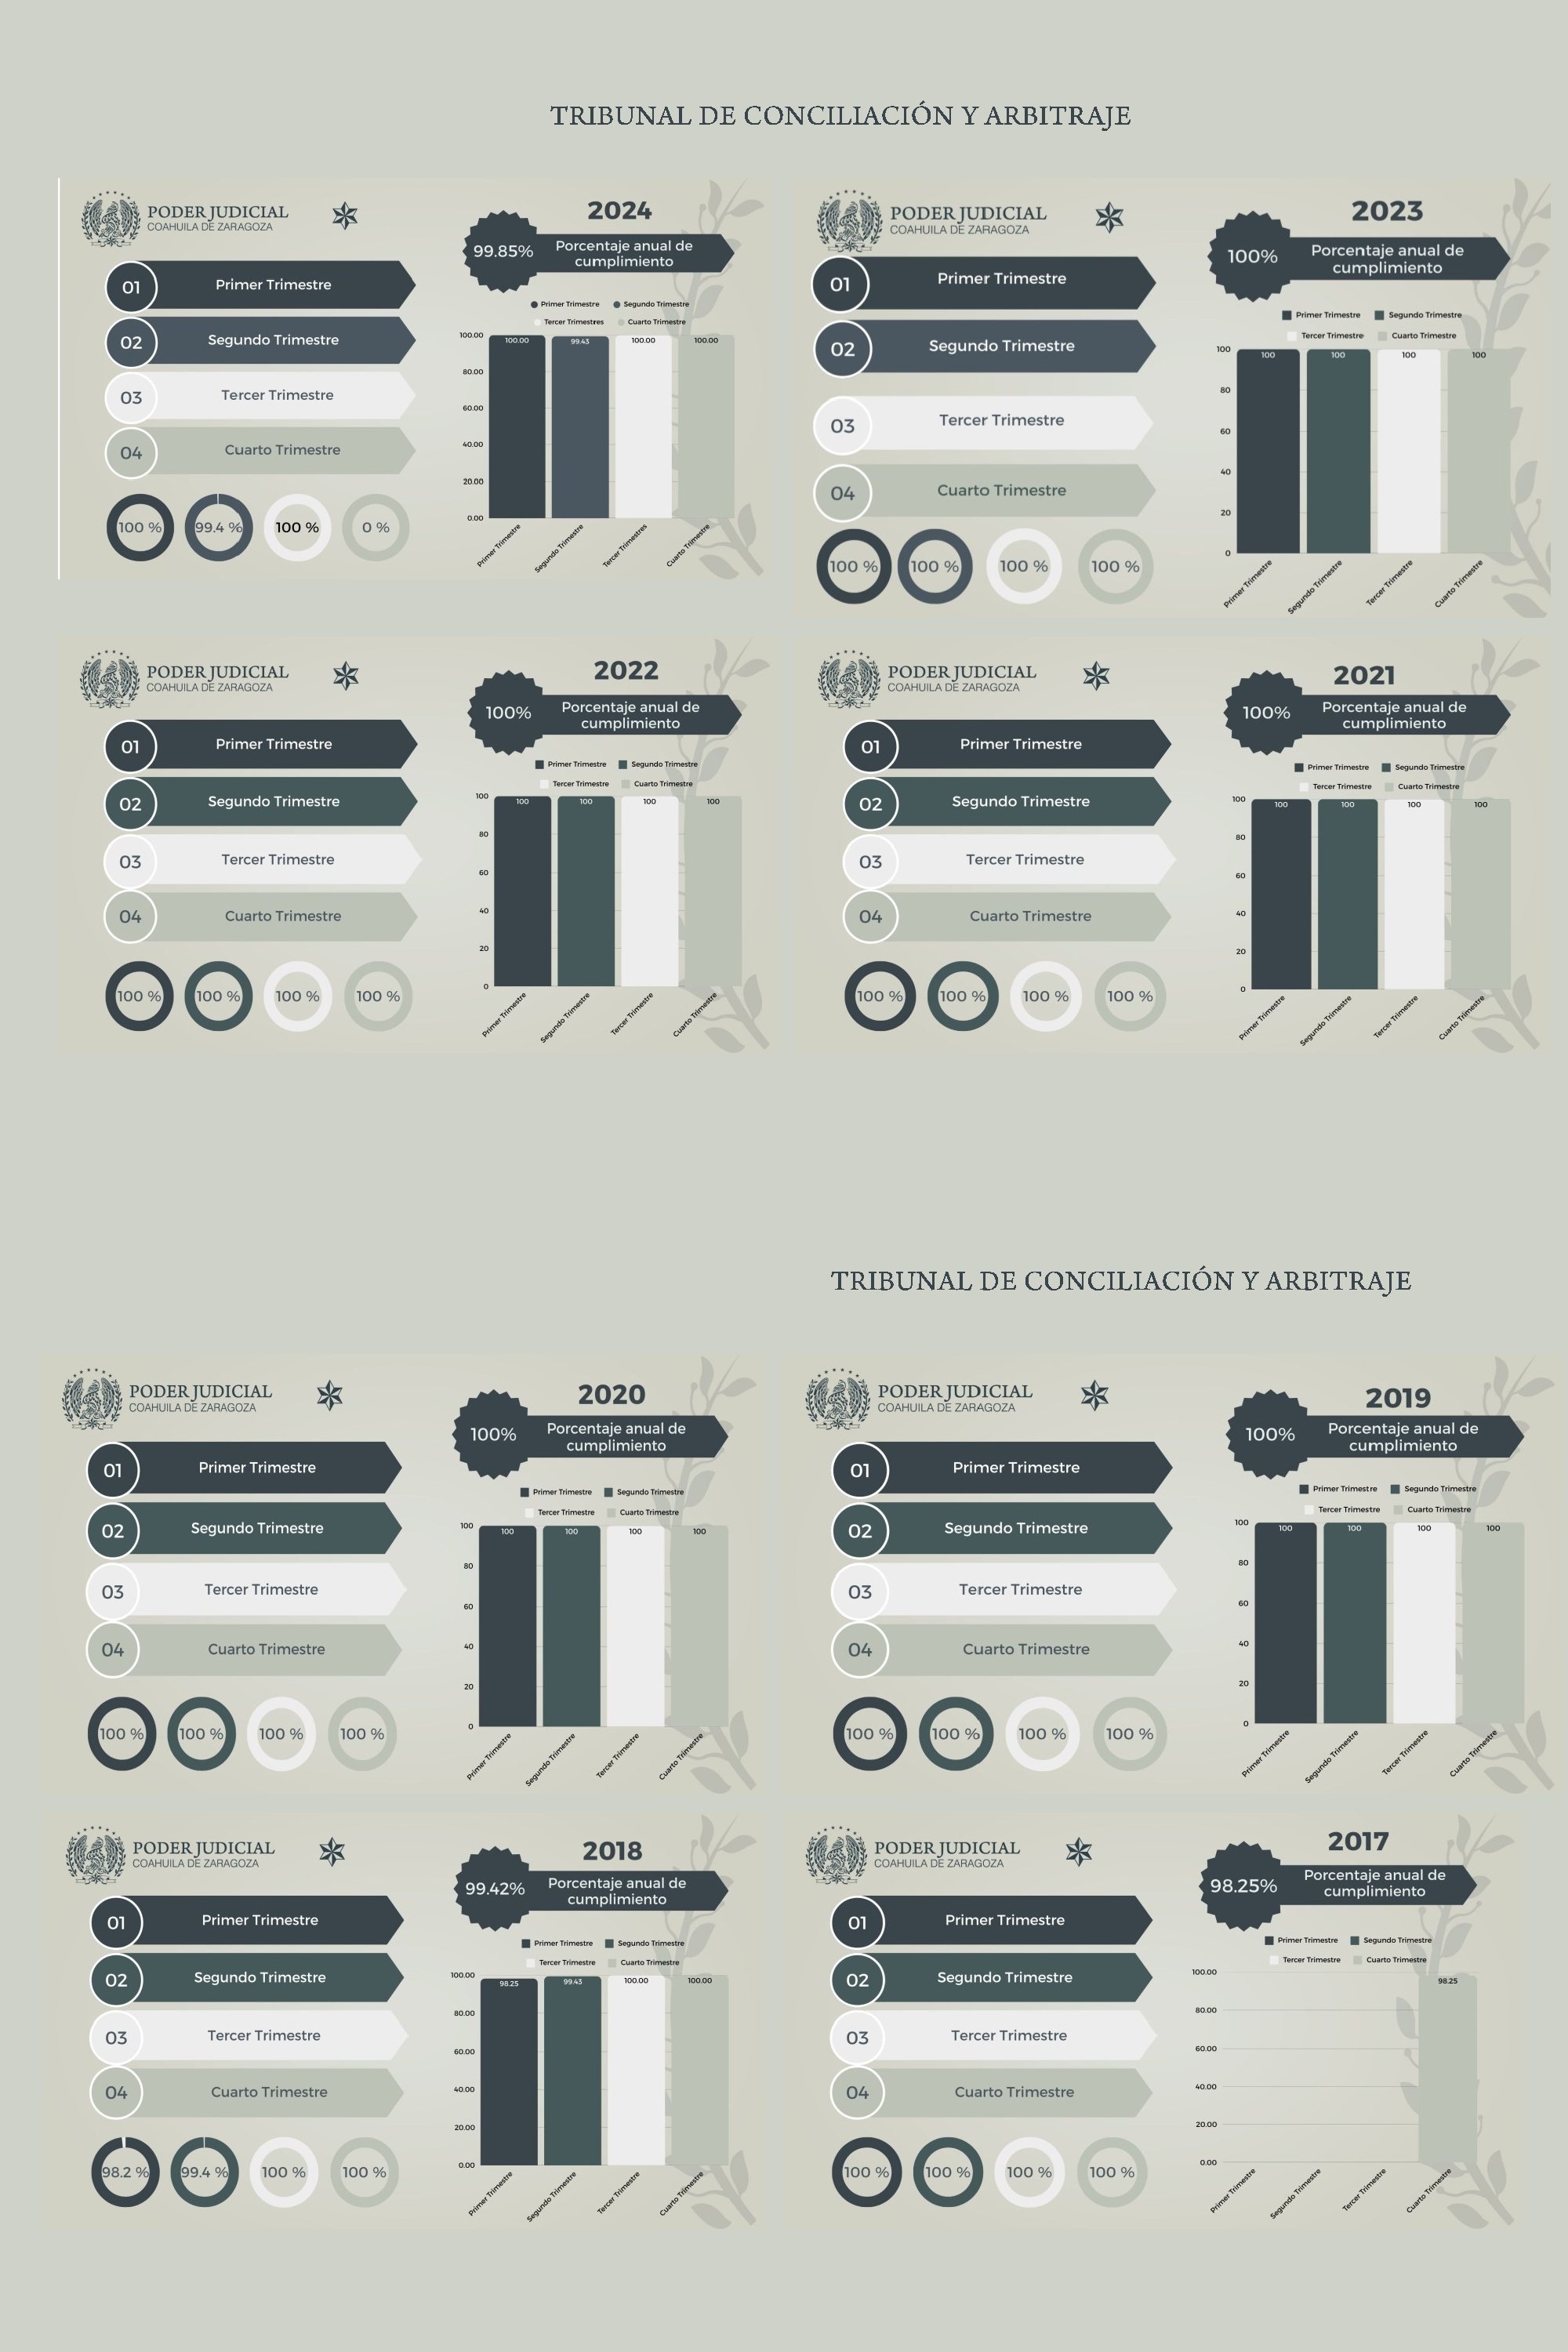 TRIBUNAL DE CONCILIACIÓN Y ARBITRAJE
PODER JUDICIAL
COAHUILA DE ZARAGOZA
01
Primer Trimestre
02
Segundo Trimestre
03
Tercer Trimestre
04
Cuarto Trimestre
100 %
99.4 %
100 %
0 %
2024
99.85%
Porcentaje anual de
cumplimiento
Primer Trimestre
Segundo Trimestre
Tercer Trimestres
Cuarto Trimestre
100.00
80.00
60.00
40.00
20.00
0.00
100.00
99.43
100.00
100.00
Primer Trimestre
Segundo Trimestre
Tercer Trimestres
Cuarto Trimestre
PODER JUDICIAL
COAHUILA DE ZARAGOZA
01
Primer Trimestre
02
Segundo Trimestre
03
Tercer Trimestre
04
Cuarto Trimestre
100 %
100 %
100 %
100 %
2023
100%
Porcentaje anual de
cumplimiento
Primer Trimestre
Segundo Trimestre
Tercer Trimestre
Cuarto Trimestre
100
80
60
40
20
0
100
100
100
100
Primer Trimestre
Segundo Trimestre
Tercer Trimestre
Cuarto Trimestre
PODER JUDICIAL
COAHUILA DE ZARAGOZA
01
Primer Trimestre
02
Segundo Trimestre
03
Tercer Trimestre
04
Cuarto Trimestre
100 %
100 %
100 %
100 %
2022
100%
Porcentaje anual de
cumplimiento
Primer Trimestre
Segundo Trimestre
Tercer Trimestre
Cuarto Trimestre
100
80
60
40
20
0
100
100
100
100
Primer Trimestre
Segundo Trimestre
Tercer Trimestre
Cuarto Trimestre
PODER JUDICIAL
COAHUILA DE ZARAGOZA
01
Primer Trimestre
02
Segundo Trimestre
03
Tercer Trimestre
04
Cuarto Trimestre
100 %
100 %
100 %
100 %
2021
100%
Porcentaje anual de
cumplimiento
Primer Trimestre
Segundo Trimestre
Tercer Trimestre
Cuarto Trimestre
100
80
60
40
20
0
100
100
100
100
Primer Trimestre
Segundo Trimestre
Tercer Trimestre
Cuarto Trimestre
TRIBUNAL DE CONCILIACIÓN Y ARBITRAJE
PODER JUDICIAL
COAHUILA DE ZARAGOZA
01
Primer Trimestre
02
Segundo Trimestre
03
Tercer Trimestre
04
Cuarto Trimestre
100 %
100 %
100 %
100 %
2020
100%
Porcentaje anual de
cumplimiento
Primer Trimestre
Segundo Trimestre
Tercer Trimestre
Cuarto Trimestre
100
80
60
40
20
0
100
100
100
100
Primer Trimestre
Segundo Trimestre
Tercer Trimestre
Cuarto Trimestre
PODER JUDICIAL
COAHUILA DE ZARAGOZA
01
Primer Trimestre
02
Segundo Trimestre
03
Tercer Trimestre
04
Cuarto Trimestre
100 %
100 %
100 %
100 %
2019
100%
Porcentaje anual de
cumplimiento
Primer Trimestre
Segundo Trimestre
Tercer Trimestre
Cuarto Trimestre
100
80
60
40
20
0
100
100
100
100
Primer Trimestre
Segundo Trimestre
Tercer Trimestre
Cuarto Trimestre
PODER JUDICIAL
COAHUILA DE ZARAGOZA
01
Primer Trimestre
02
Segundo Trimestre
03
Tercer Trimestre
04
Cuarto Trimestre
98.2 %
99.4 %
100 %
100 %
2018
99.42%
Porcentaje anual de
cumplimiento
Primer Trimestre
Segundo Trimestre
Tercer Trimestre
Cuarto Trimestre
100.00
80.00
60.00
40.00
20.00
0.00
98.25
99.43
100.00
100.00
Primer Trimestre
Segundo Trimestre
Tercer Trimestre
Cuarto Trimestre
PODER JUDICIAL
COAHUILA DE ZARAGOZA
01
Primer Trimestre
02
Segundo Trimestre
03
Tercer Trimestre
04
Cuarto Trimestre
100 %
100 %
100 %
100 %
2017
98.25%
Porcentaje anual de
cumplimiento
Primer Trimestre
Segundo Trimestre
Tercer Trimestre
Cuarto Trimestre
100.00
80.00
60.00
40.00
20.00
0.00
98.25
Primer Trimestre
Segundo Trimestre
Tercer Trimestre
Cuarto Trimestre